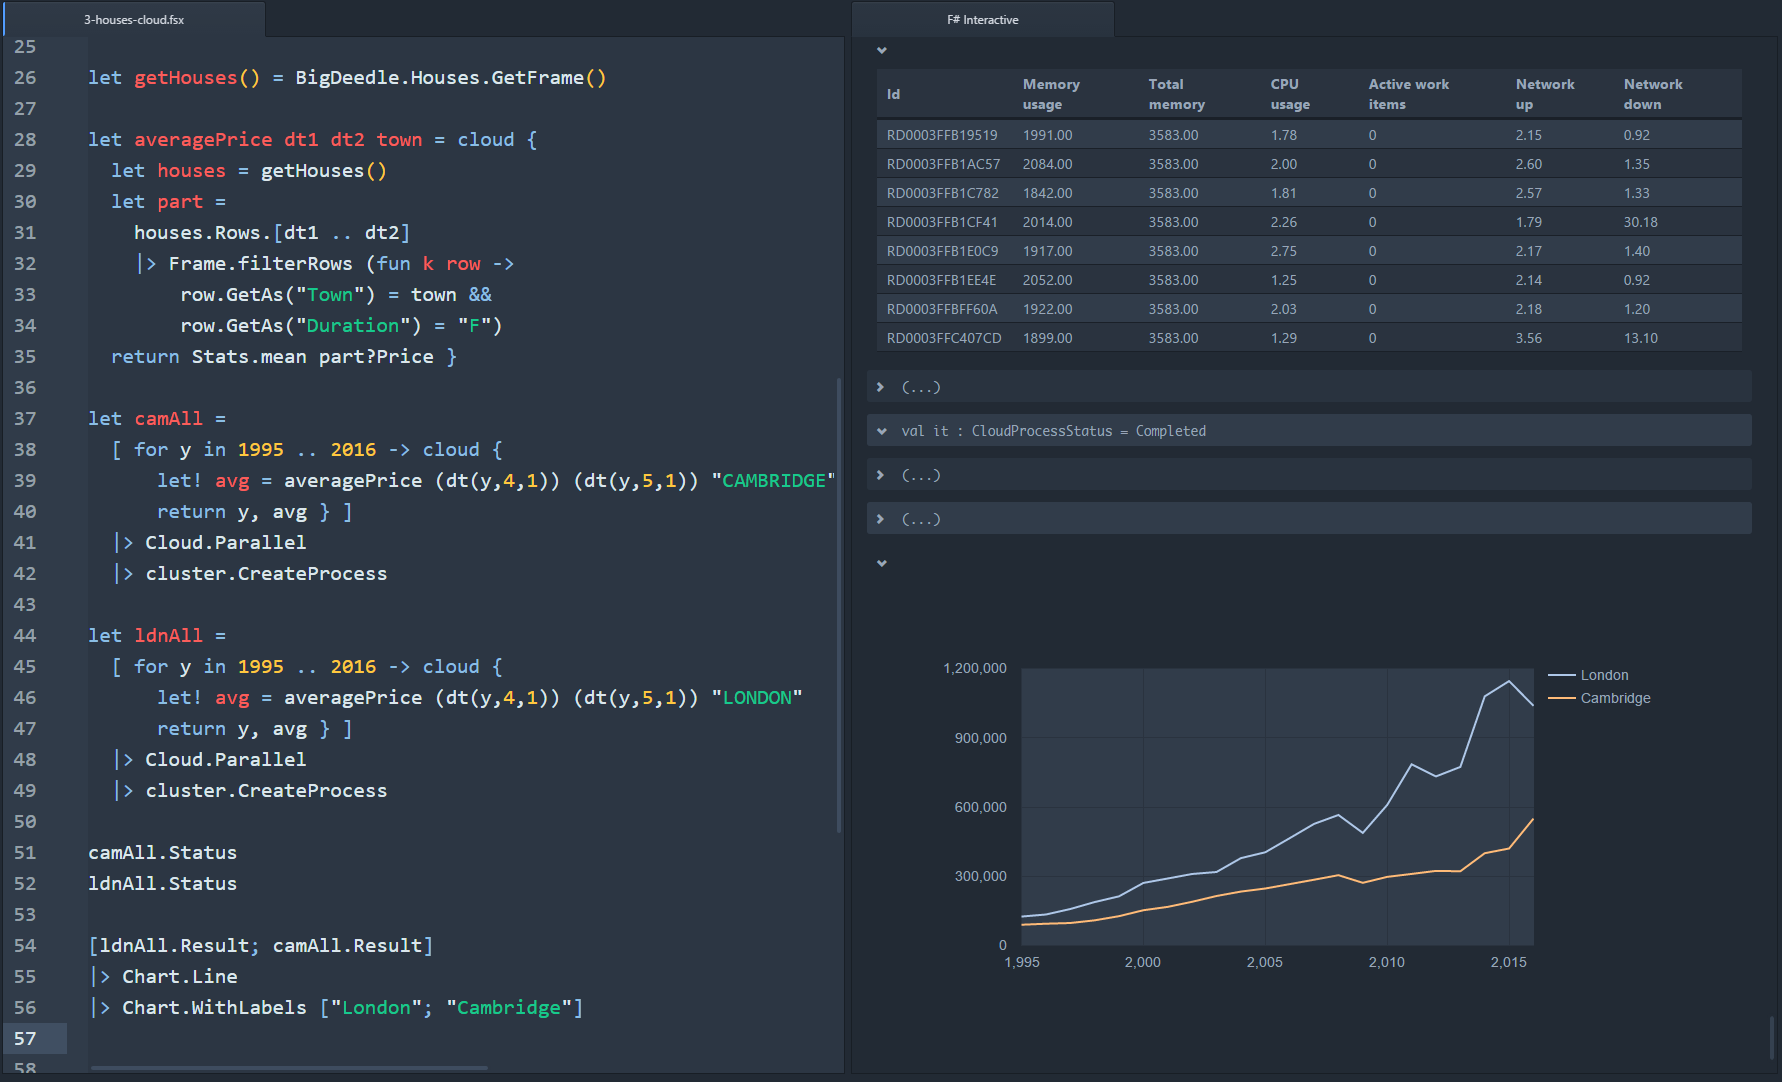 3-houses-cloud.fsx
25
26 let getHouses() = BigDeedle.Houses.GetFrame()
27
28 let averagePrice dt1 dt2 town = cloud {
29   let houses = getHouses()
30   let part =
31     houses.Rows.[dt1 .. dt2]
32     |> Frame.filterRows (fun k row ->
33         row.GetAs("Town") = town &&
34         row.GetAs("Duration") = "F")
35   return Stats.mean part?Price }
36
37 let camAll =
38   [ for y in 1995 .. 2016 -> cloud {
39       let! avg = averagePrice (dt(y,4,1)) (dt(y,5,1)) "CAMBRIDGE"
40       return y, avg } ]
41   |> Cloud.Parallel
42   |> cluster.CreateProcess
43
44 let ldnAll =
45   [ for y in 1995 .. 2016 -> cloud {
46       let! avg = averagePrice (dt(y,4,1)) (dt(y,5,1)) "LONDON"
47       return y, avg } ]
48   |> Cloud.Parallel
49   |> cluster.CreateProcess
50
51 camAll.Status
52 ldnAll.Status
53
54 [ldnAll.Result; camAll.Result]
55 |> Chart.Line
56 |> Chart.WithLabels ["London"; "Cambridge"]
57
58
F# Interactive
Id Memory usage Total memory CPU usage Active work items Network up Network down
RD0003FFB19519 1991.00 3583.00 1.78 0 2.15 0.92
RD0003FFB1AC57 2084.00 3583.00 2.00 0 2.60 1.35
RD0003FFB1C782 1842.00 3583.00 1.81 0 2.57 1.33
RD0003FFB1CF41 2014.00 3583.00 2.26 0 1.79 30.18
RD0003FFB1E0C9 1917.00 3583.00 2.75 0 2.17 1.40
RD0003FFB1EE4E 2052.00 3583.00 1.25 0 2.14 0.92
RD0003FFBFF60A 1922.00 3583.00 2.03 0 2.18 1.20
RD0003FFC407CD 1899.00 3583.00 1.29 0 3.56 13.10
(...)
val it : CloudProcessStatus = Completed
(...)
(...)
1,200,000
900,000
600,000
300,000
0
1,995 2,000 2,005 2,010 2,015
London
Cambridge